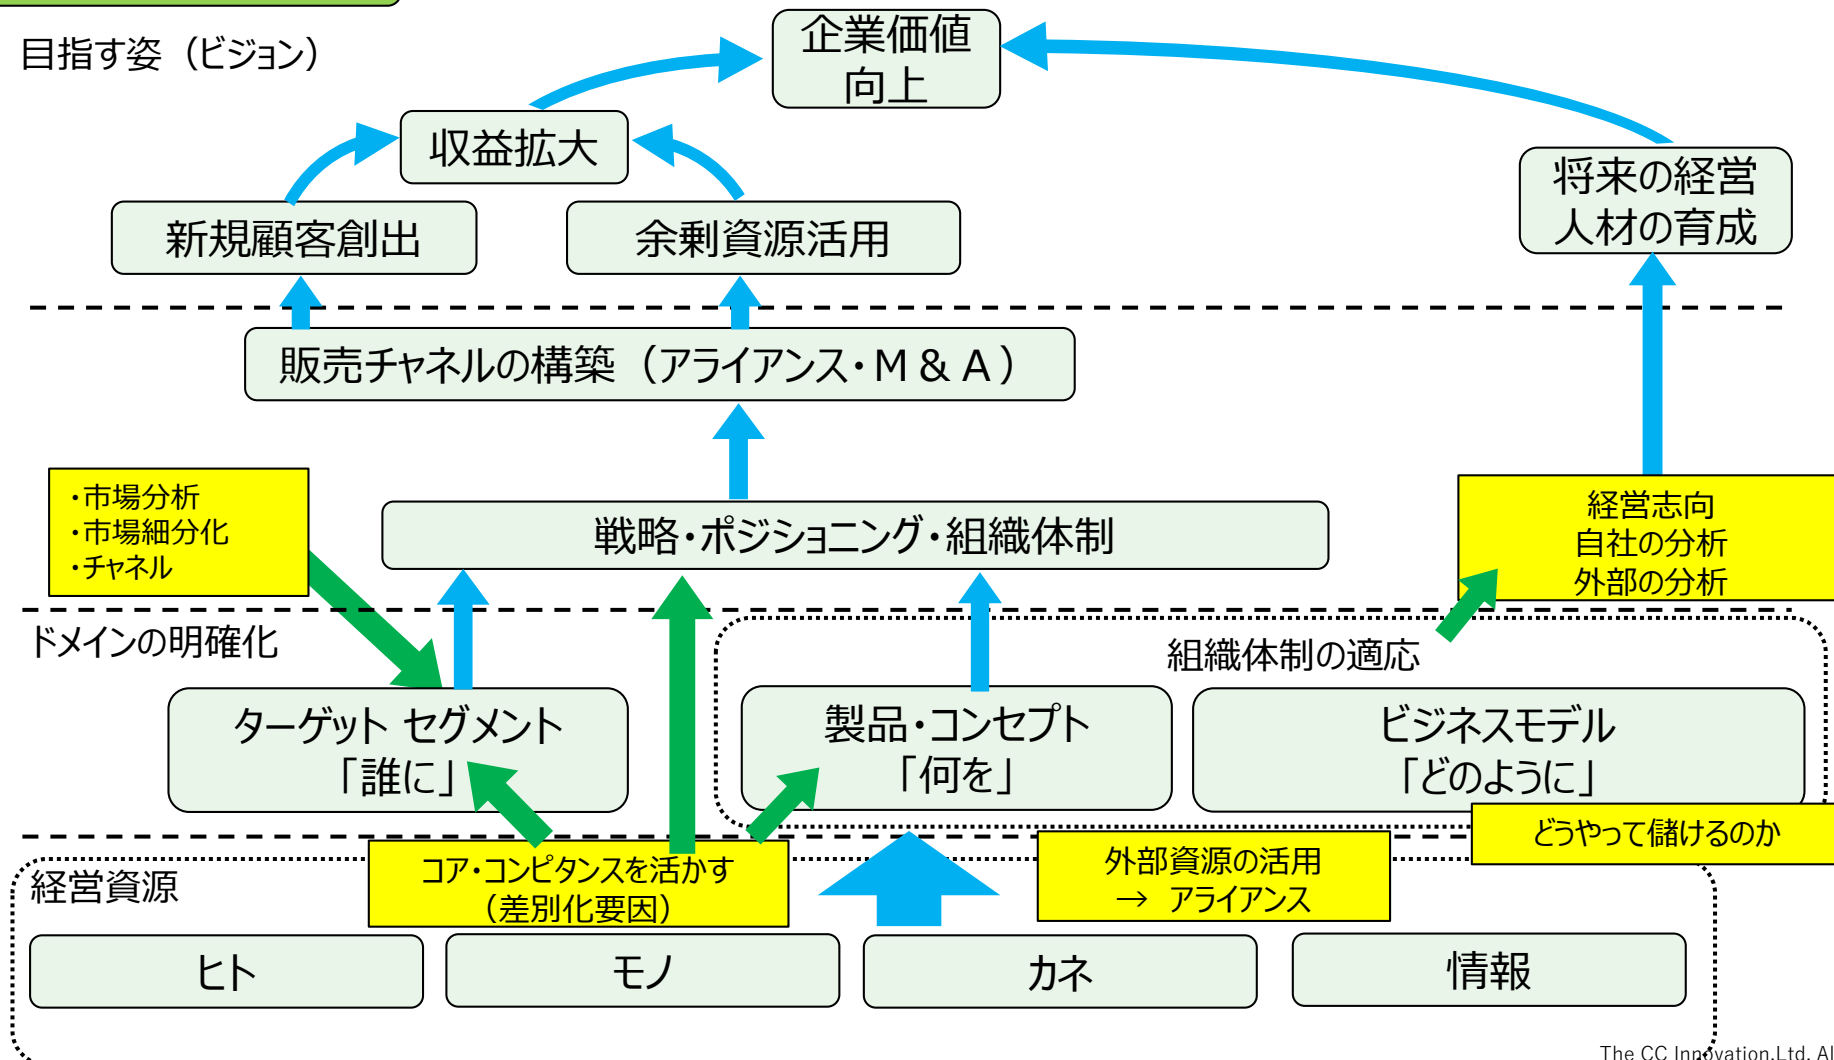 目指す姿（ビジョン）
企業価値
向上
収益拡大
将来の経営
人材の育成
新規顧客創出
余剰資源活用
販売チャネルの構築（アライアンス・M & A）
・市場分析
・市場細分化
・チャネル
戦略・ポジショニング・組織体制
経営志向
自社の分析
外部の分析
ドメインの明確化
組織体制の適応
ターゲット セグメント
「誰に」
製品・コンセプト
「何を」
ビジネスモデル
「どのように」
どうやって儲けるのか
コア・コンピタンスを活かす
（差別化要因）
外部資源の活用
→ アライアンス
経営資源
ヒト
モノ
カネ
情報
The CC Innovation.Ltd.